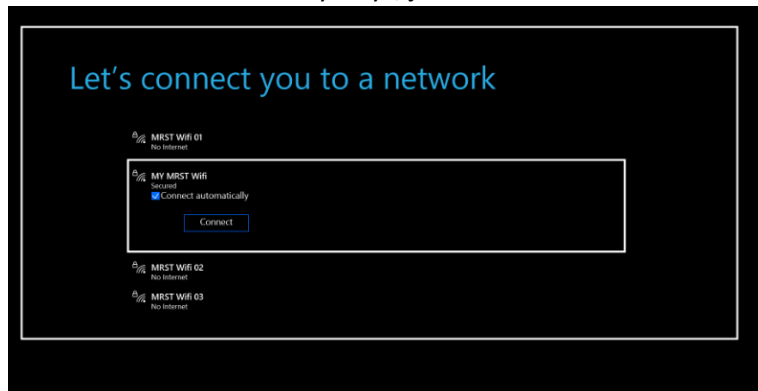 Let's connect you to a network
MRST Wifi 01
No Internet
MY MRST Wifi
Secured
Connect automatically
Connect
MRST Wifi 02
No Internet
MRST Wifi 03
No Internet